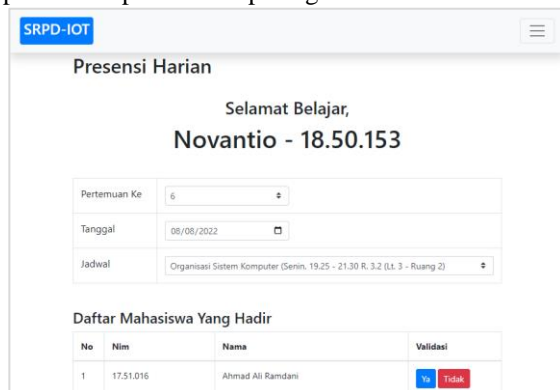 SRPD-IOT
Presensi Harian
Selamat Belajar,
Novantio - 18.50.153
Pertemuan Ke 6
Tanggal 08/08/2022
Jadwal Organisasi Sistem Komputer (Senin. 19.25 - 21.30 R. 3.2 (Lt. 3 - Ruang 2)
Daftar Mahasiswa Yang Hadir
No Nim Nama Validasi
1 17.51.016 Ahmad Ali Ramdani Ya Tidak